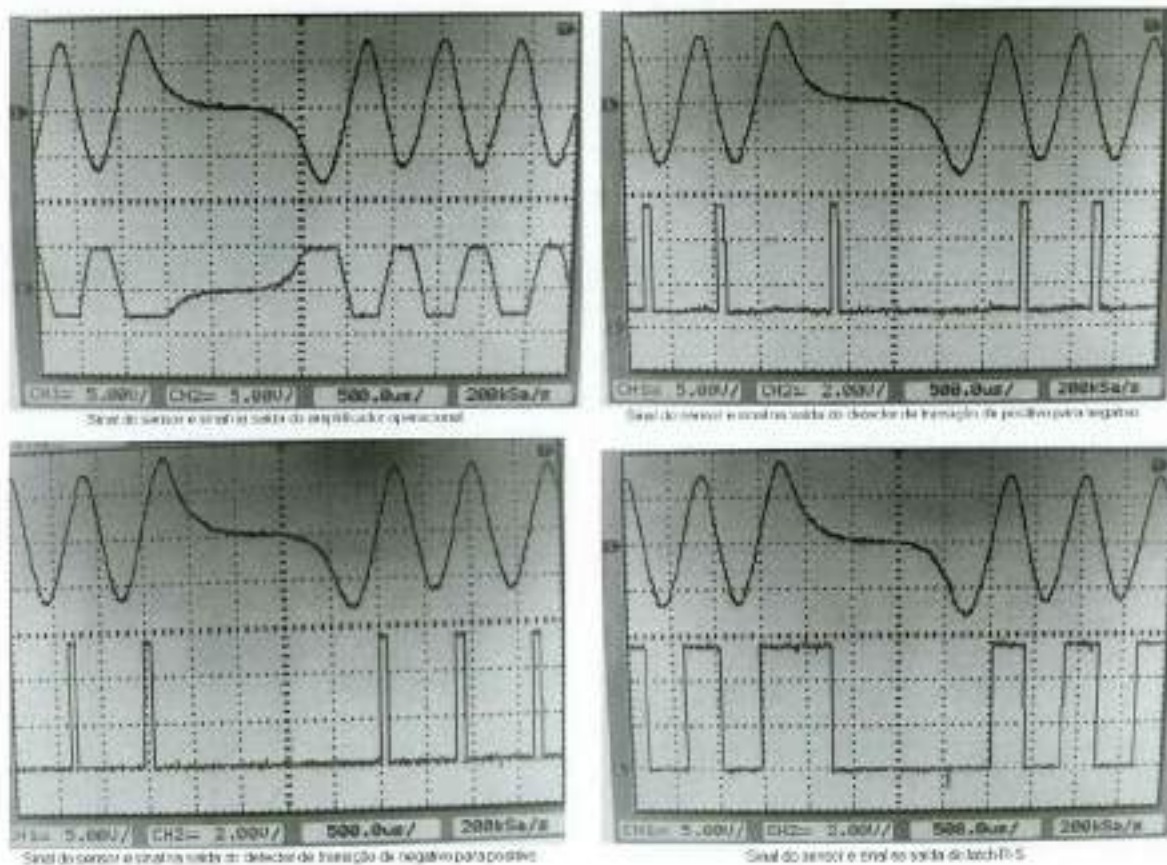 CH1= 5.00V/ CH2= 5.00V/ 500.0us/ 200kSa/s
CH1= 5.00V/ CH2= 2.00V/ 500.0us/ 200kSa/s
Sinal do sensor e sinal na saída do amplificador operacional
Sinal do sensor e sinal na saída do detector de transição de positivo para negativo
CH1= 5.00V/ CH2= 2.00V/ 500.0us/ 200kSa/s
CH1= 5.00V/ CH2= 2.00V/ 500.0us/ 200kSa/s
Sinal do sensor e sinal na saída do detector de transição de negativo para positivo
Sinal do sensor e sinal na saída do latch R-S